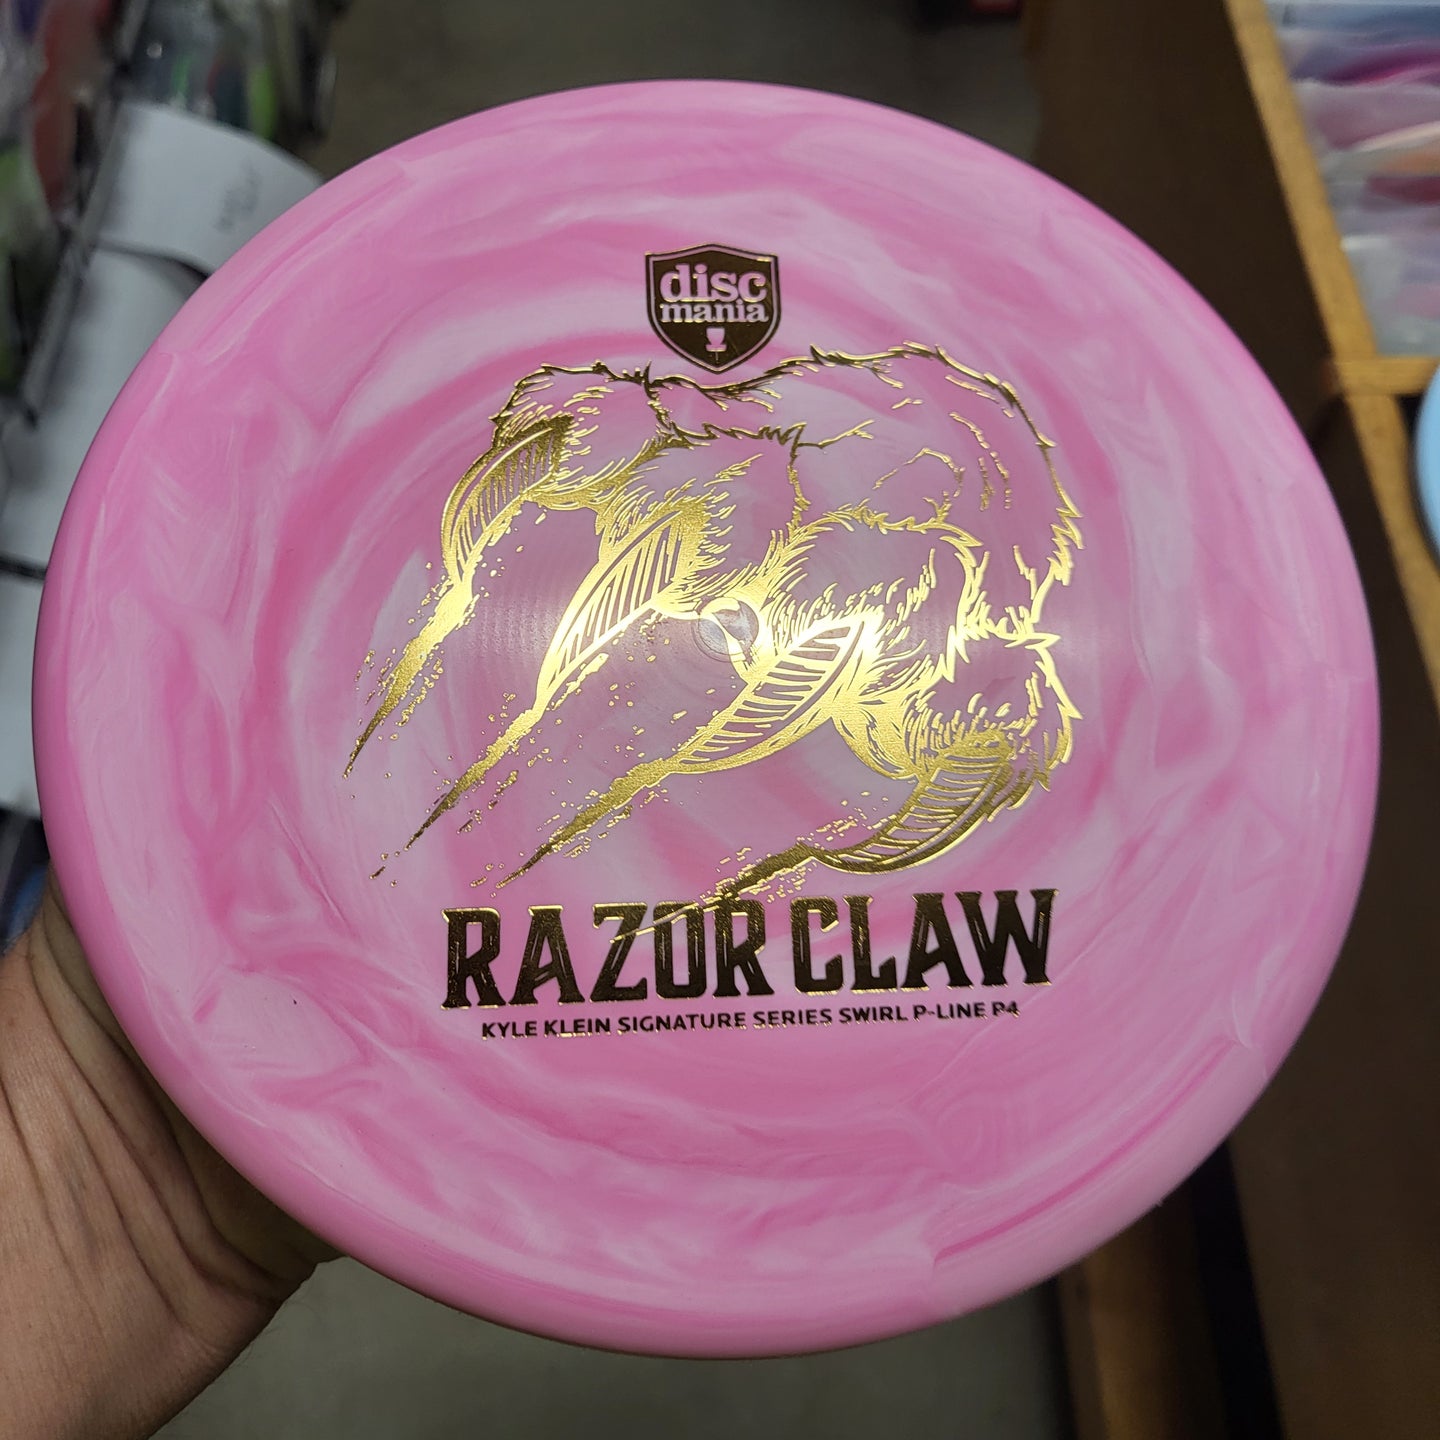 disc
mania
RAZOR CLAW
KYLE KLEIN SIGNATURE SERIES SWIRL P-LINE P4